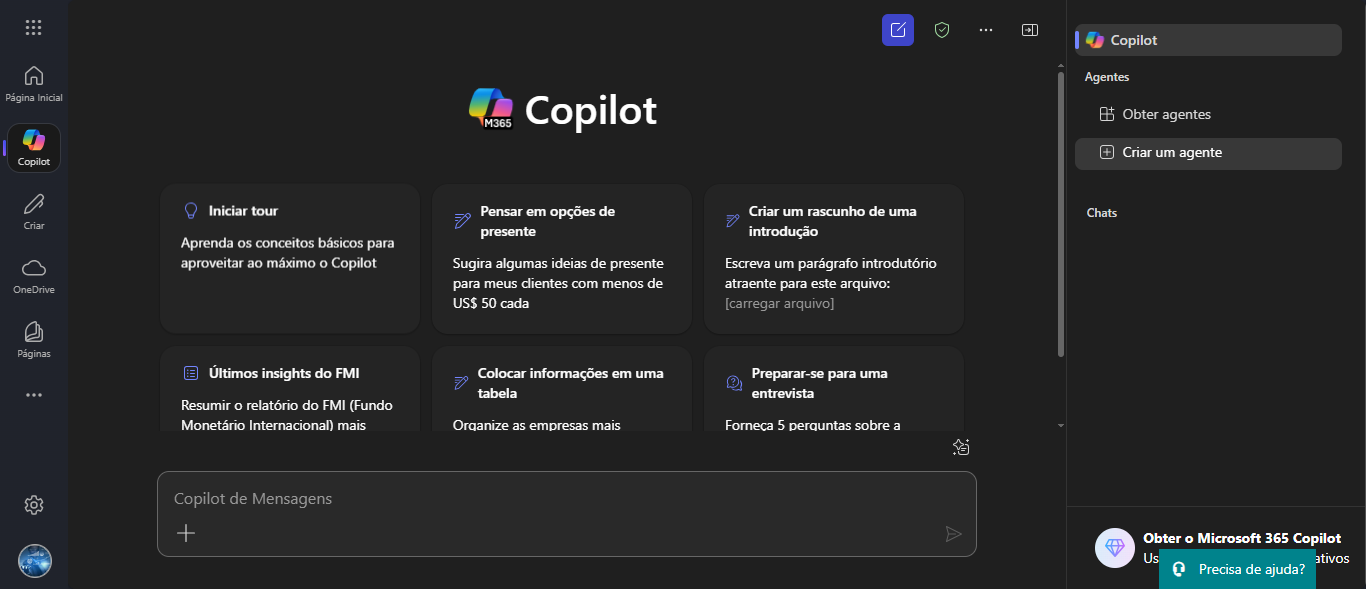 Página Inicial
Copilot
Criar
OneDrive
Páginas
M365 Copilot
Iniciar tour
Aprenda os conceitos básicos para
aproveitar ao máximo o Copilot
Pensar em opções de
presente
Sugira algumas ideias de presente
para meus clientes com menos de
US$ 50 cada
Criar um rascunho de uma
introdução
Escreva um parágrafo introdutório
atraente para este arquivo:
[carregar arquivo]
Últimos insights do FMI
Resumir o relatório do FMI (Fundo
Monetário Internacional) mais
Colocar informações em uma
tabela
Organize as empresas mais
Preparar-se para uma
entrevista
Forneça 5 perguntas sobre a
Copilot de Mensagens
Copilot
Agentes
Obter agentes
Criar um agente
Chats
Obter o Microsoft 365 Copilot
Precisa de ajuda?